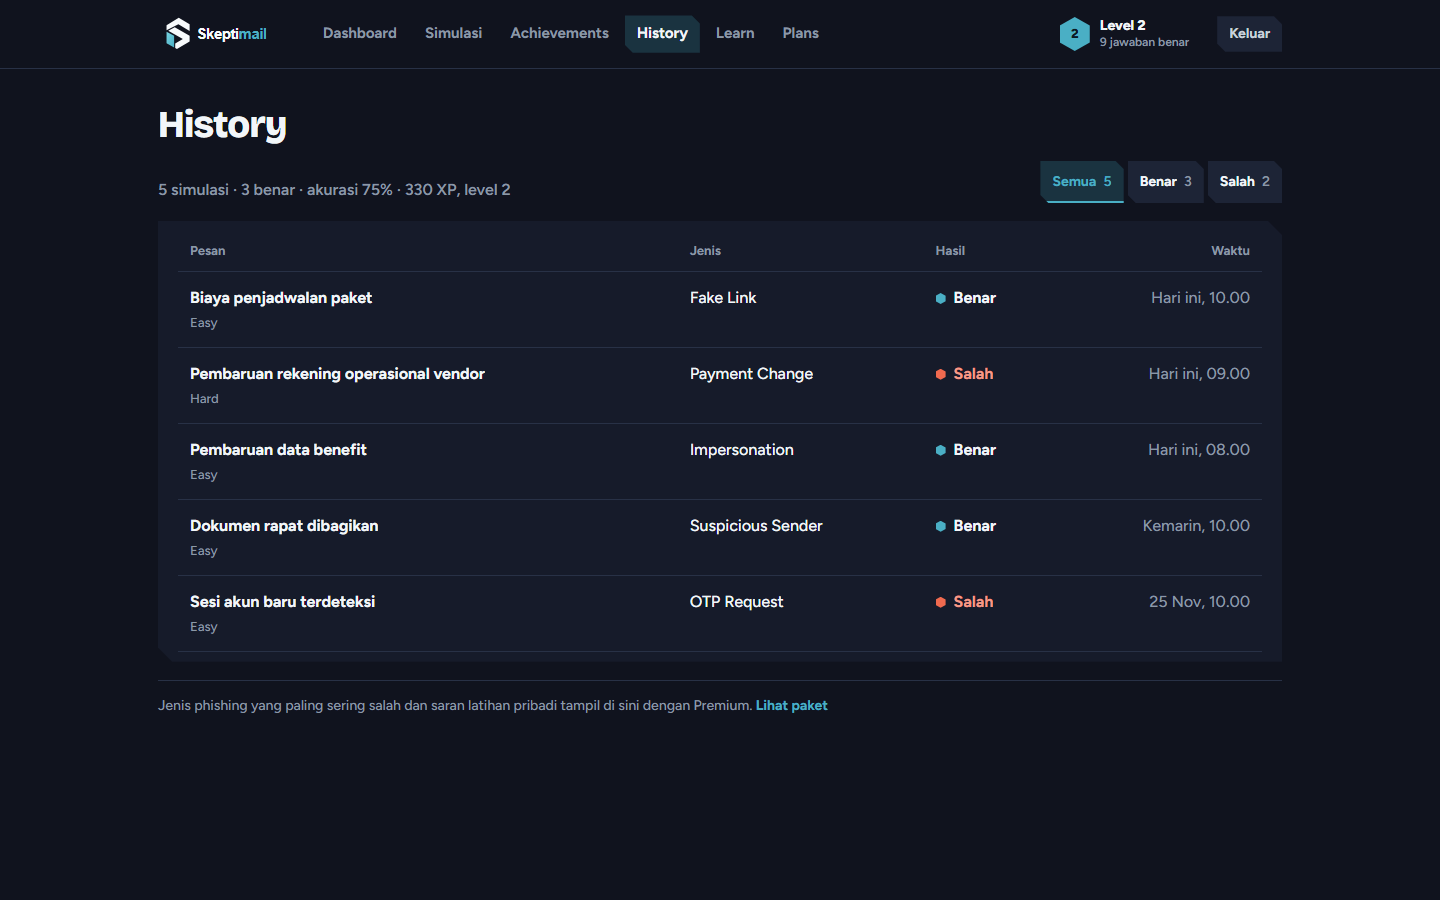 Skeptimail
Dashboard Simulasi Achievements History Learn Plans
2
Level 2
9 jawaban benar
Keluar
History
5 simulasi · 3 benar · akurasi 75% · 330 XP, level 2
Semua 5 Benar 3 Salah 2
Pesan Jenis Hasil Waktu
Biaya penjadwalan paket Fake Link Benar Hari ini, 10.00
Easy
Pembaruan rekening operasional vendor Payment Change Salah Hari ini, 09.00
Hard
Pembaruan data benefit Impersonation Benar Hari ini, 08.00
Easy
Dokumen rapat dibagikan Suspicious Sender Benar Kemarin, 10.00
Easy
Sesi akun baru terdeteksi OTP Request Salah 25 Nov, 10.00
Easy
Jenis phishing yang paling sering salah dan saran latihan pribadi tampil di sini dengan Premium. Lihat paket